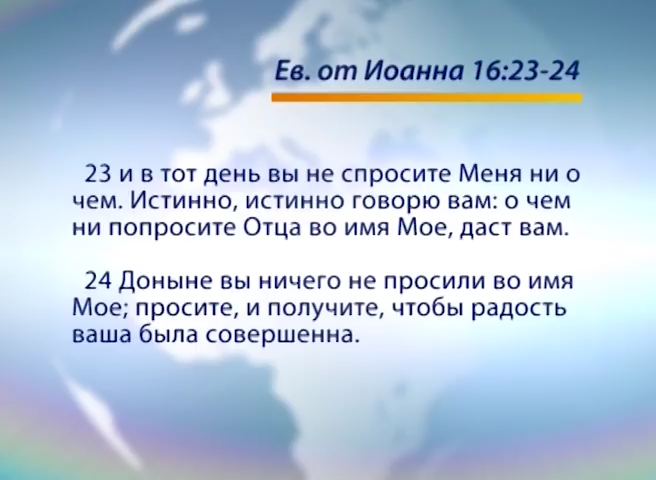 Ев. от Иоанна 16:23-24
23 и в тот день вы не спросите Меня ни о
чем. Истинно, истинно говорю вам: о чем
ни попросите Отца во имя Мое, даст вам.
24 Доныне вы ничего не просили во имя
Мое; просите, и получите, чтобы радость
ваша была совершенна.